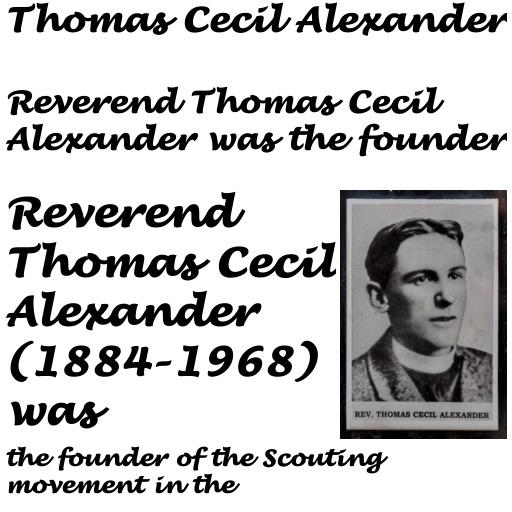 Thomas Cecil Alexander
Reverend Thomas Cecil
Alexander was the founder
Reverend
Thomas Cecil
Alexander
(1884-1968)
was
REV. THOMAS CECIL ALEXANDER
the founder of the Scouting
movement in the